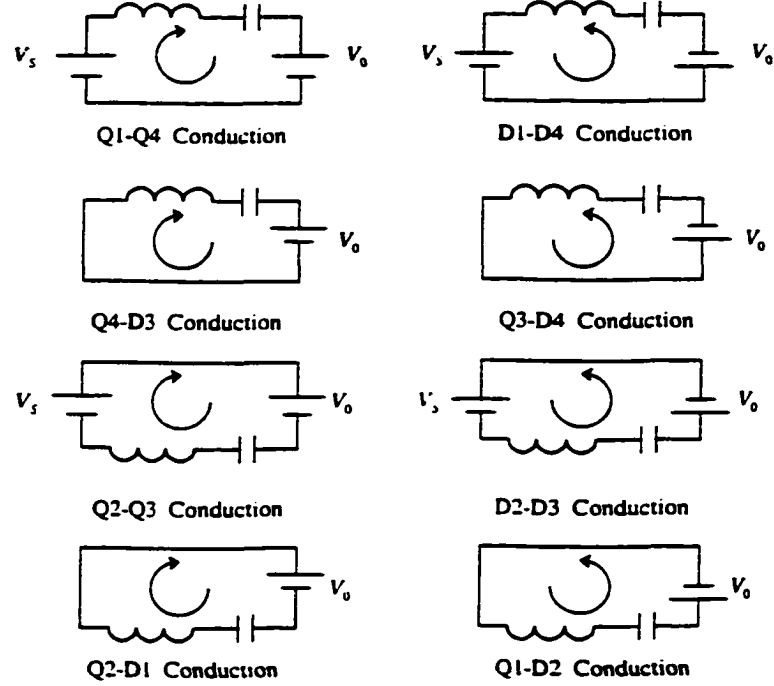 V_s V_0 V_s V_0
Q1-Q4 Conduction D1-D4 Conduction
V_0 V_0
Q4-D3 Conduction Q3-D4 Conduction
V_s V_0 V_s V_0
Q2-Q3 Conduction D2-D3 Conduction
V_0 V_0
Q2-D1 Conduction Q1-D2 Conduction